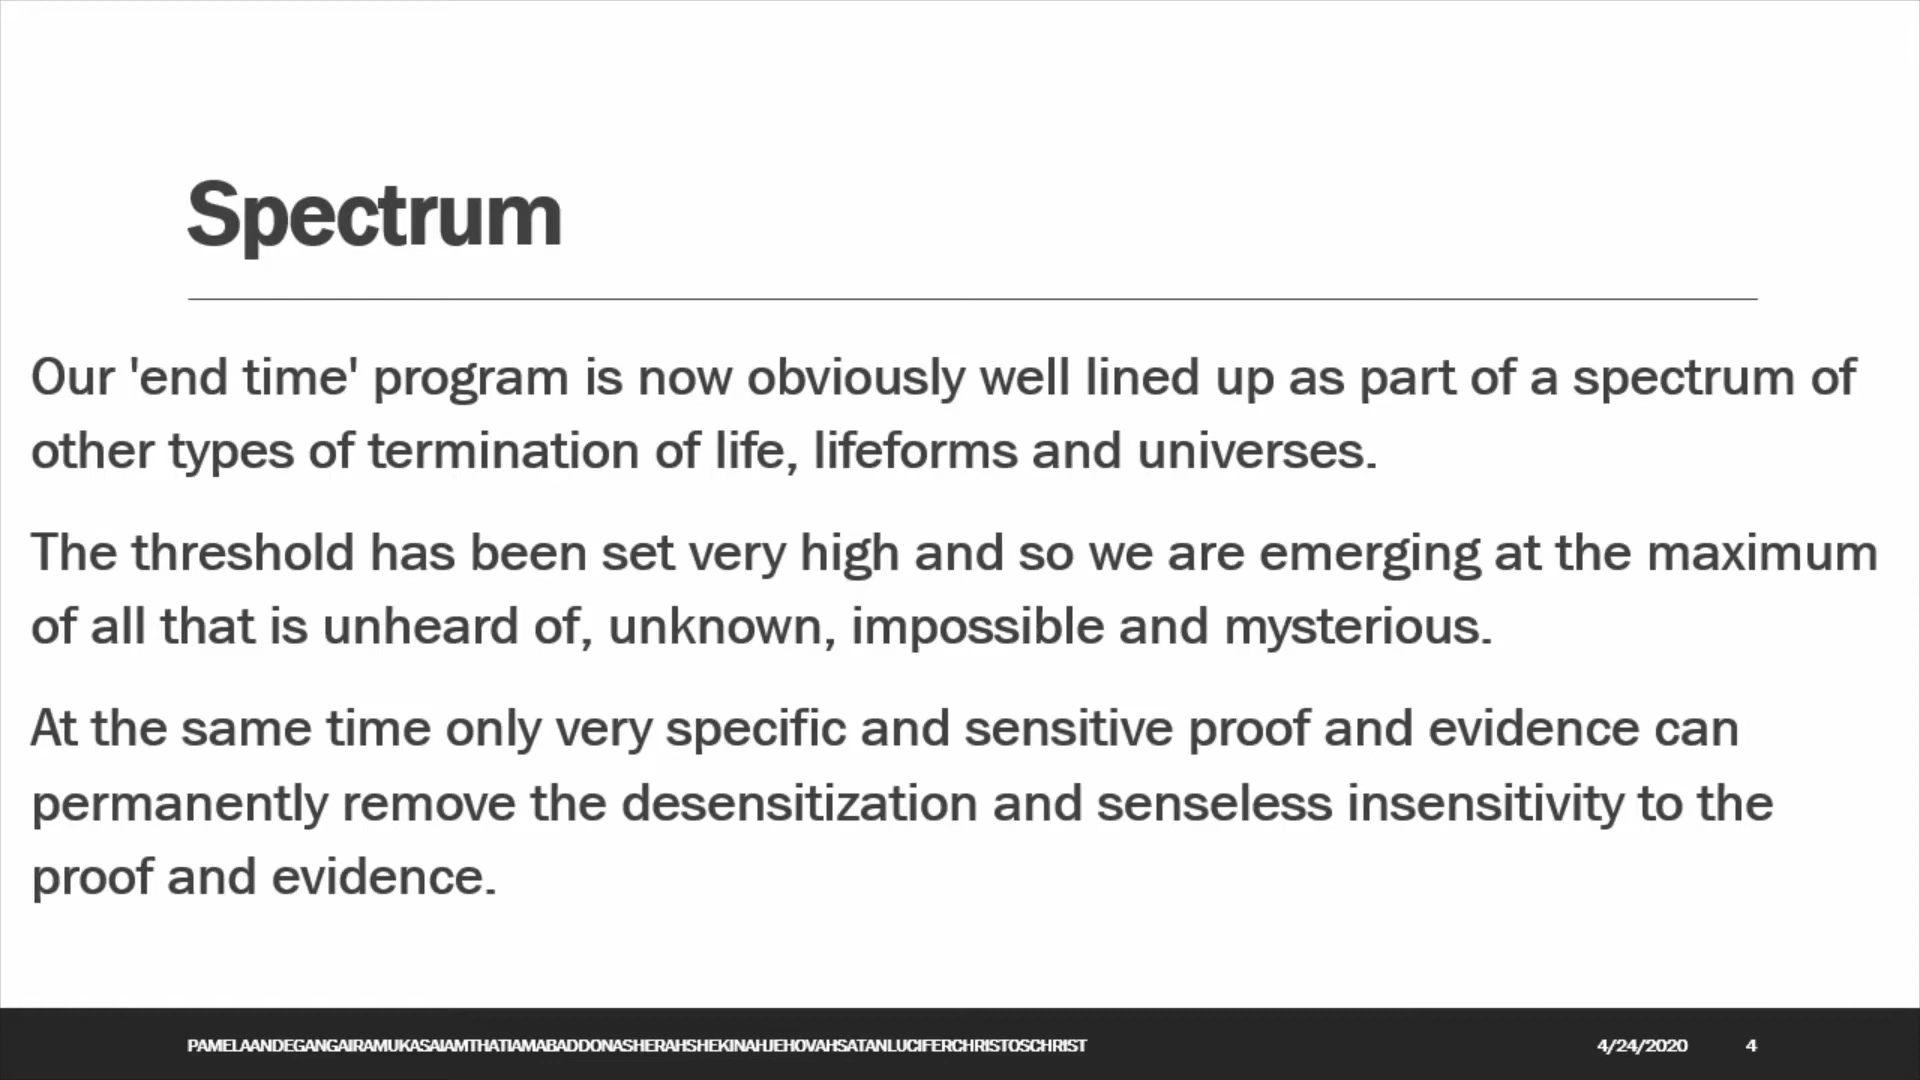 Spectrum
Our 'end time' program is now obviously well lined up as part of a spectrum of
other types of termination of life, lifeforms and universes.
The threshold has been set very high and so we are emerging at the maximum
of all that is unheard of, unknown, impossible and mysterious.
At the same time only very specific and sensitive proof and evidence can
permanently remove the desensitization and senseless insensitivity to the
proof and evidence.
PAMELAANDEGANGAIRAMUKASAIAMTHATIAMABADDONASHERAHSHEKINAHJEHOVAHSATANLUCIFERCHRISTOSCHRIST 4/24/2020 4